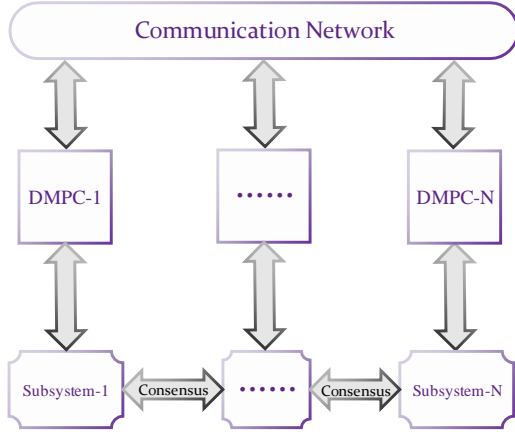 Communication Network
DMPC-1
......
DMPC-N
Subsystem-1
Consensus
......
Consensus
Subsystem-N